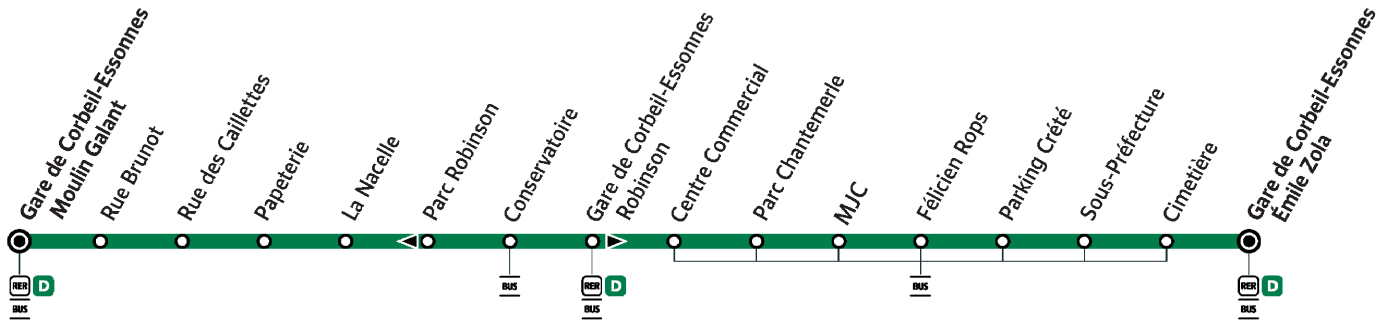 Gare de Corbeil-Essonnes
Moulin Galant
Rue Brunot
Rue des Caillettes
Papeterie
La Nacelle
Parc Robinson
Conservatoire
Gare de Corbeil-Essonnes
Robinson
Centre Commercial
Parc Chantemerle
MJC
Félicien Rops
Parking Crété
Sous-Préfecture
Cimetière
Gare de Corbeil-Essonnes
Émile Zola
RER D
BUS
BUS
RER D
BUS
BUS
RER D
BUS